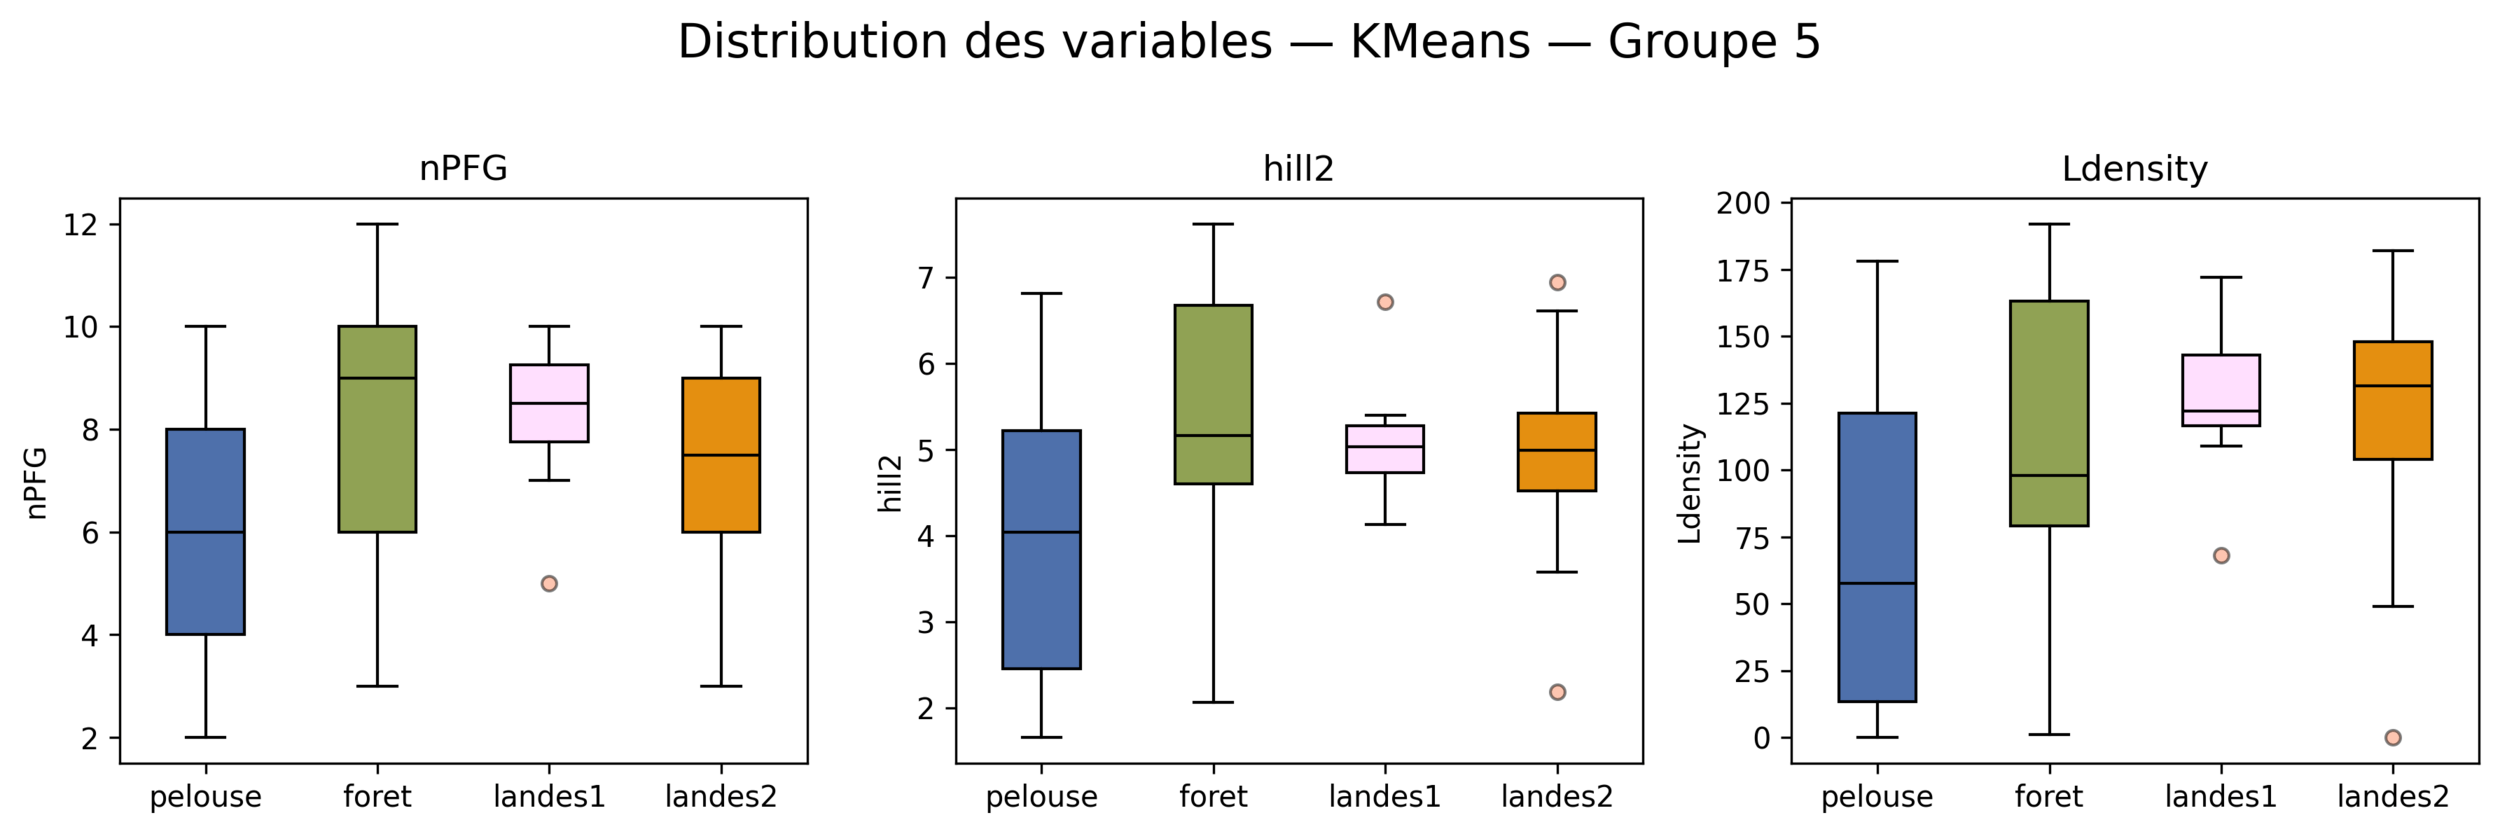 Distribution des variables — KMeans — Groupe 5
nPFG
nPFG
12
10
8
6
4
2
pelouse foret landes1 landes2
hill2
hill2
7
6
5
4
3
2
pelouse foret landes1 landes2
Ldensity
Ldensity
200
175
150
125
100
75
50
25
0
pelouse foret landes1 landes2